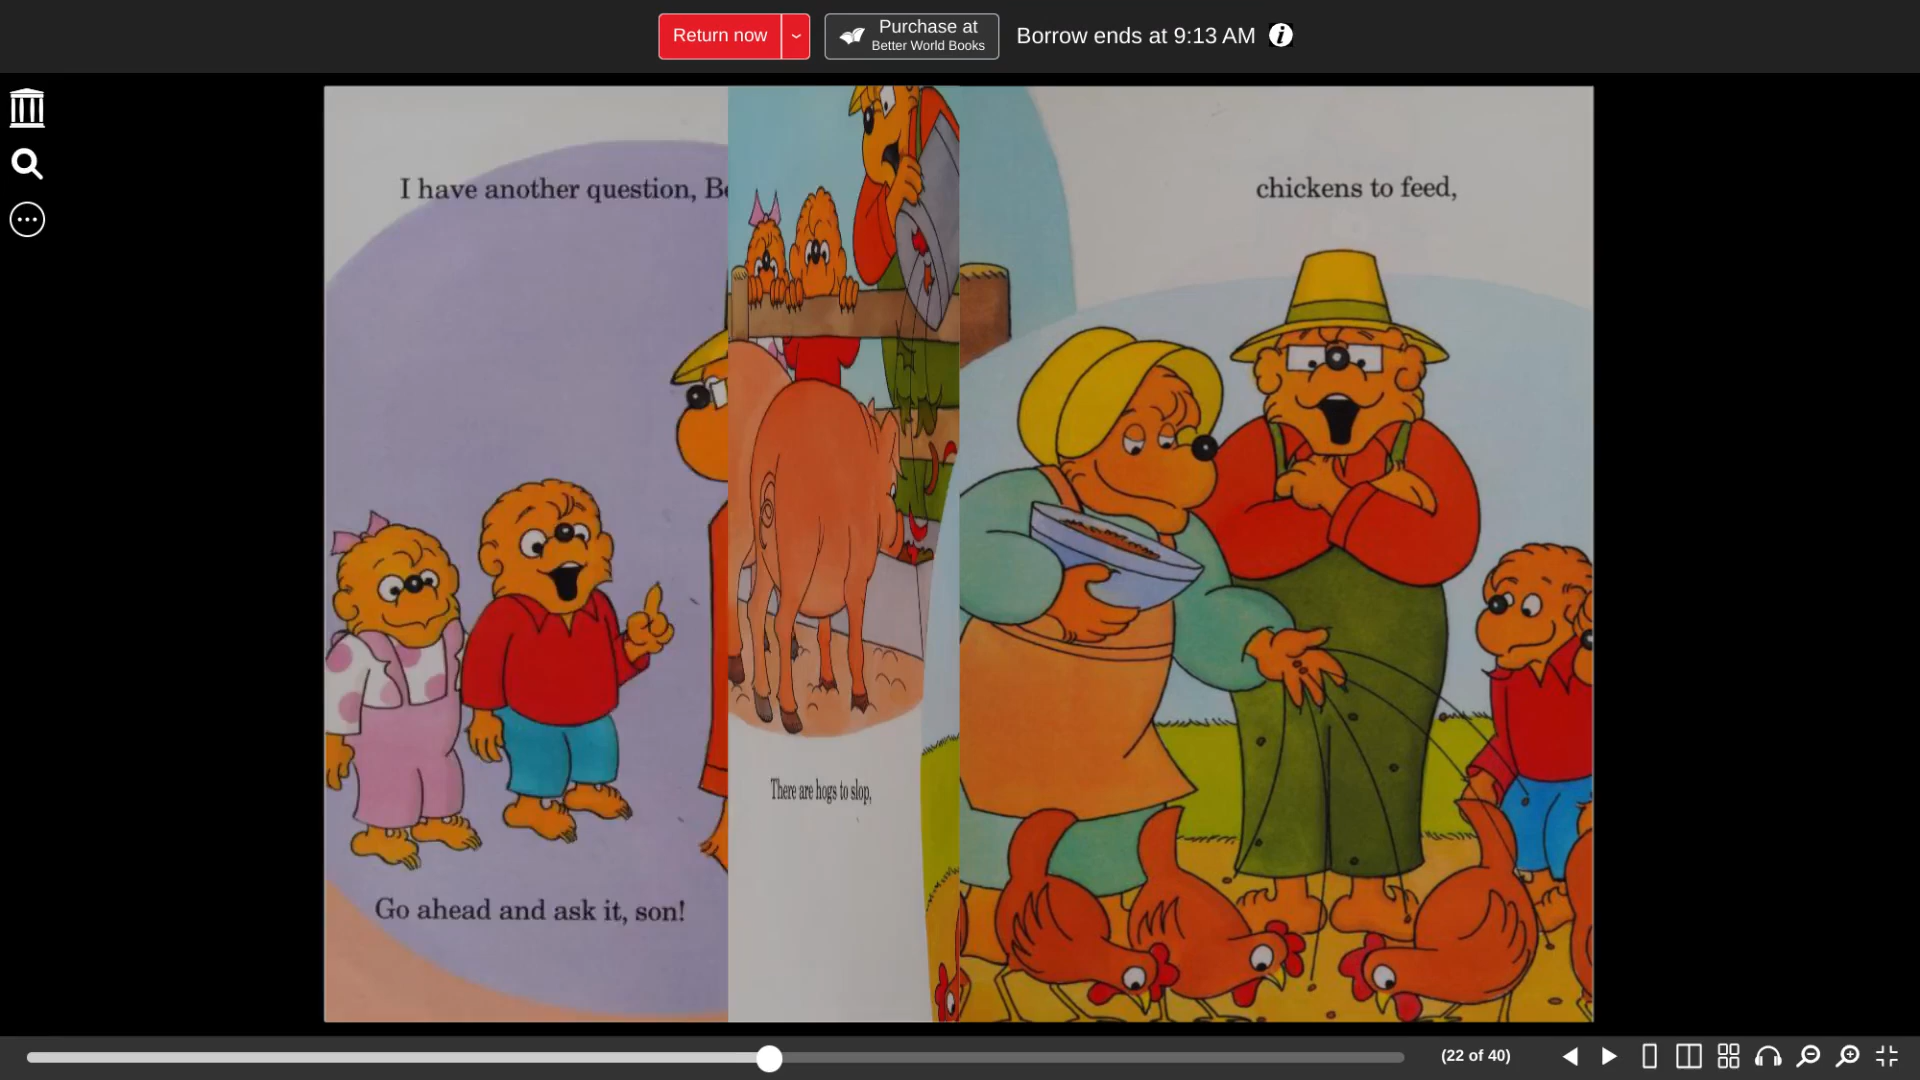 Return now
Purchase at
Better World Books
Borrow ends at 9:13 AM
I have another question, Be
chickens to feed,
There are hogs to slop,
Go ahead and ask it, son!
(22 of 40)